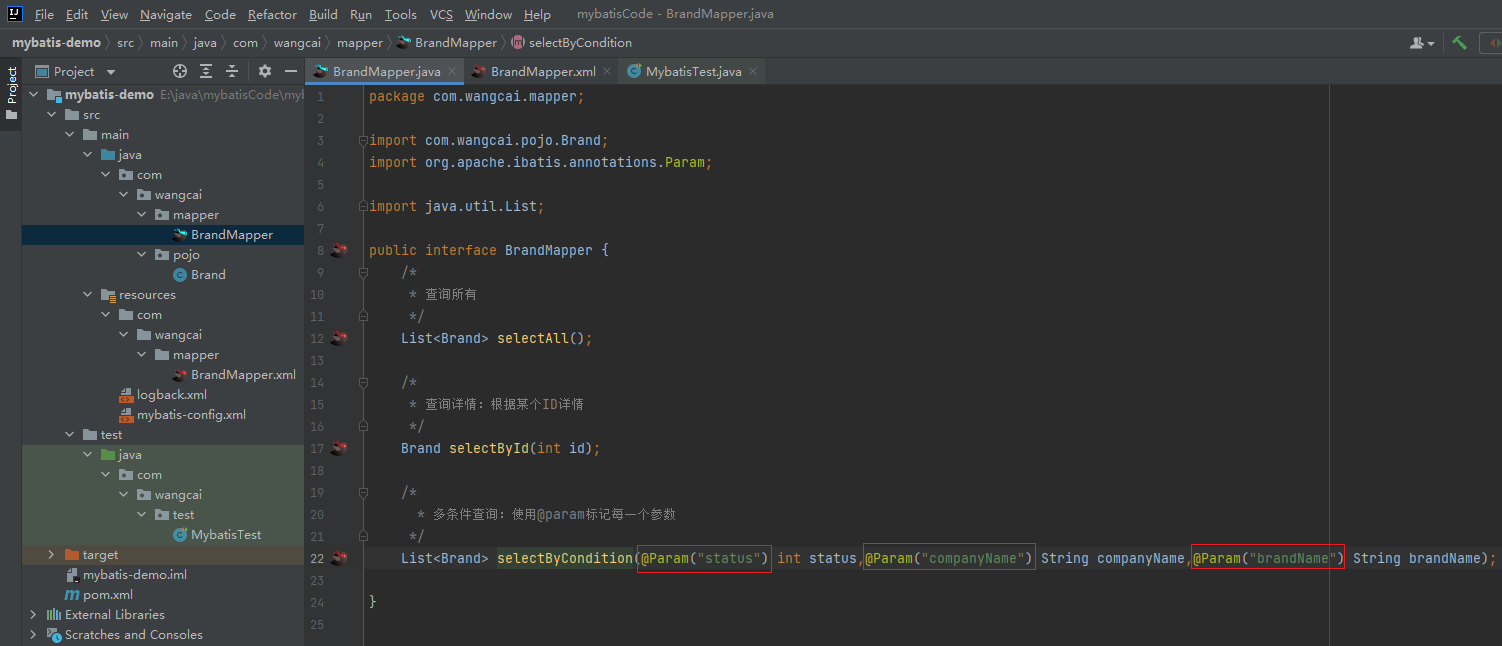 File Edit View Navigate Code Refactor Build Run Tools VCS Window Help mybatisCode - BrandMapper.java
mybatis-demo src main java com wangcai mapper BrandMapper selectByCondition
Project
Project
BrandMapper.java BrandMapper.xml MybatisTest.java
mybatis-demo E:\java\mybatisCode\myl
src
main
java
com
wangcai
mapper
BrandMapper
pojo
Brand
resources
com
wangcai
mapper
BrandMapper.xml
logback.xml
mybatis-config.xml
test
java
com
wangcai
test
MybatisTest
target
mybatis-demo.iml
pom.xml
External Libraries
Scratches and Consoles
1 package com.wangcai.mapper;
2
3 import com.wangcai.pojo.Brand;
4 import org.apache.ibatis.annotations.Param;
5
6 import java.util.List;
7
8 public interface BrandMapper {
9 /*
10 * 查询所有
11 */
12 List<Brand> selectAll();
13
14 /*
15 * 查询详情：根据某个ID详情
16 */
17 Brand selectById(int id);
18
19 /*
20 * 多条件查询：使用@param标记每一个参数
21 */
22 List<Brand> selectByCondition(@Param("status") int status,@Param("companyName") String companyName,@Param("brandName") String brandName);
23
24 }
25